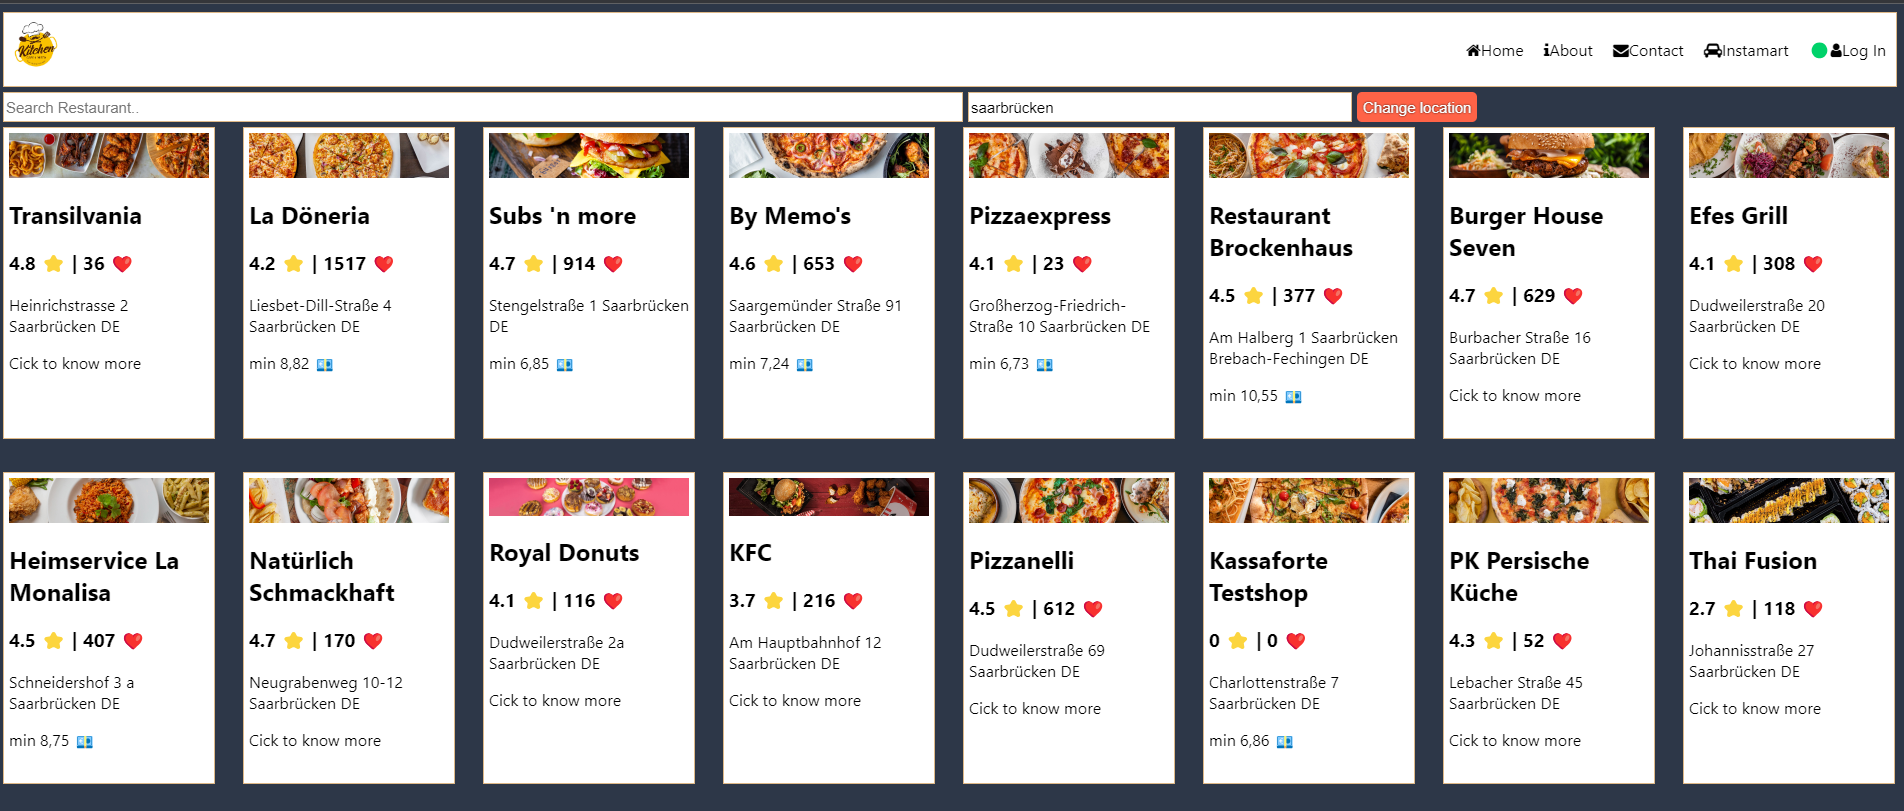 Kitchen
Home
About
Contact
Instamart
Log In
Search Restaurant..
saarbrücken
Change location
Transilvania
4.8 ⭐ | 36 ❤️
Heinrichstrasse 2
Saarbrücken DE
Cick to know more
La Döneria
4.2 ⭐ | 1517 ❤️
Liesbet-Dill-Straße 4
Saarbrücken DE
min 8,82 💶
Subs 'n more
4.7 ⭐ | 914 ❤️
Stengelstraße 1 Saarbrücken
DE
min 6,85 💶
By Memo's
4.6 ⭐ | 653 ❤️
Saargemünder Straße 91
Saarbrücken DE
min 7,24 💶
Pizzaexpress
4.1 ⭐ | 23 ❤️
Großherzog-Friedrich-
Straße 10 Saarbrücken DE
min 6,73 💶
Restaurant
Brockenhaus
4.5 ⭐ | 377 ❤️
Am Halberg 1 Saarbrücken
Brebach-Fechingen DE
min 10,55 💶
Burger House
Seven
4.7 ⭐ | 629 ❤️
Burbacher Straße 16
Saarbrücken DE
Cick to know more
Efes Grill
4.1 ⭐ | 308 ❤️
Dudweilerstraße 20
Saarbrücken DE
Cick to know more
Heimservice La
Monalisa
4.5 ⭐ | 407 ❤️
Schneidershof 3 a
Saarbrücken DE
min 8,75 💶
Natürlich
Schmackhaft
4.7 ⭐ | 170 ❤️
Neugrabenweg 10-12
Saarbrücken DE
Cick to know more
Royal Donuts
4.1 ⭐ | 116 ❤️
Dudweilerstraße 2a
Saarbrücken DE
Cick to know more
KFC
3.7 ⭐ | 216 ❤️
Am Hauptbahnhof 12
Saarbrücken DE
Cick to know more
Pizzanelli
4.5 ⭐ | 612 ❤️
Dudweilerstraße 69
Saarbrücken DE
Cick to know more
Kassaforte
Testshop
0 ⭐ | 0 ❤️
Charlottenstraße 7
Saarbrücken DE
min 6,86 💶
PK Persische
Küche
4.3 ⭐ | 52 ❤️
Lebacher Straße 45
Saarbrücken DE
Cick to know more
Thai Fusion
2.7 ⭐ | 118 ❤️
Johannisstraße 27
Saarbrücken DE
Cick to know more